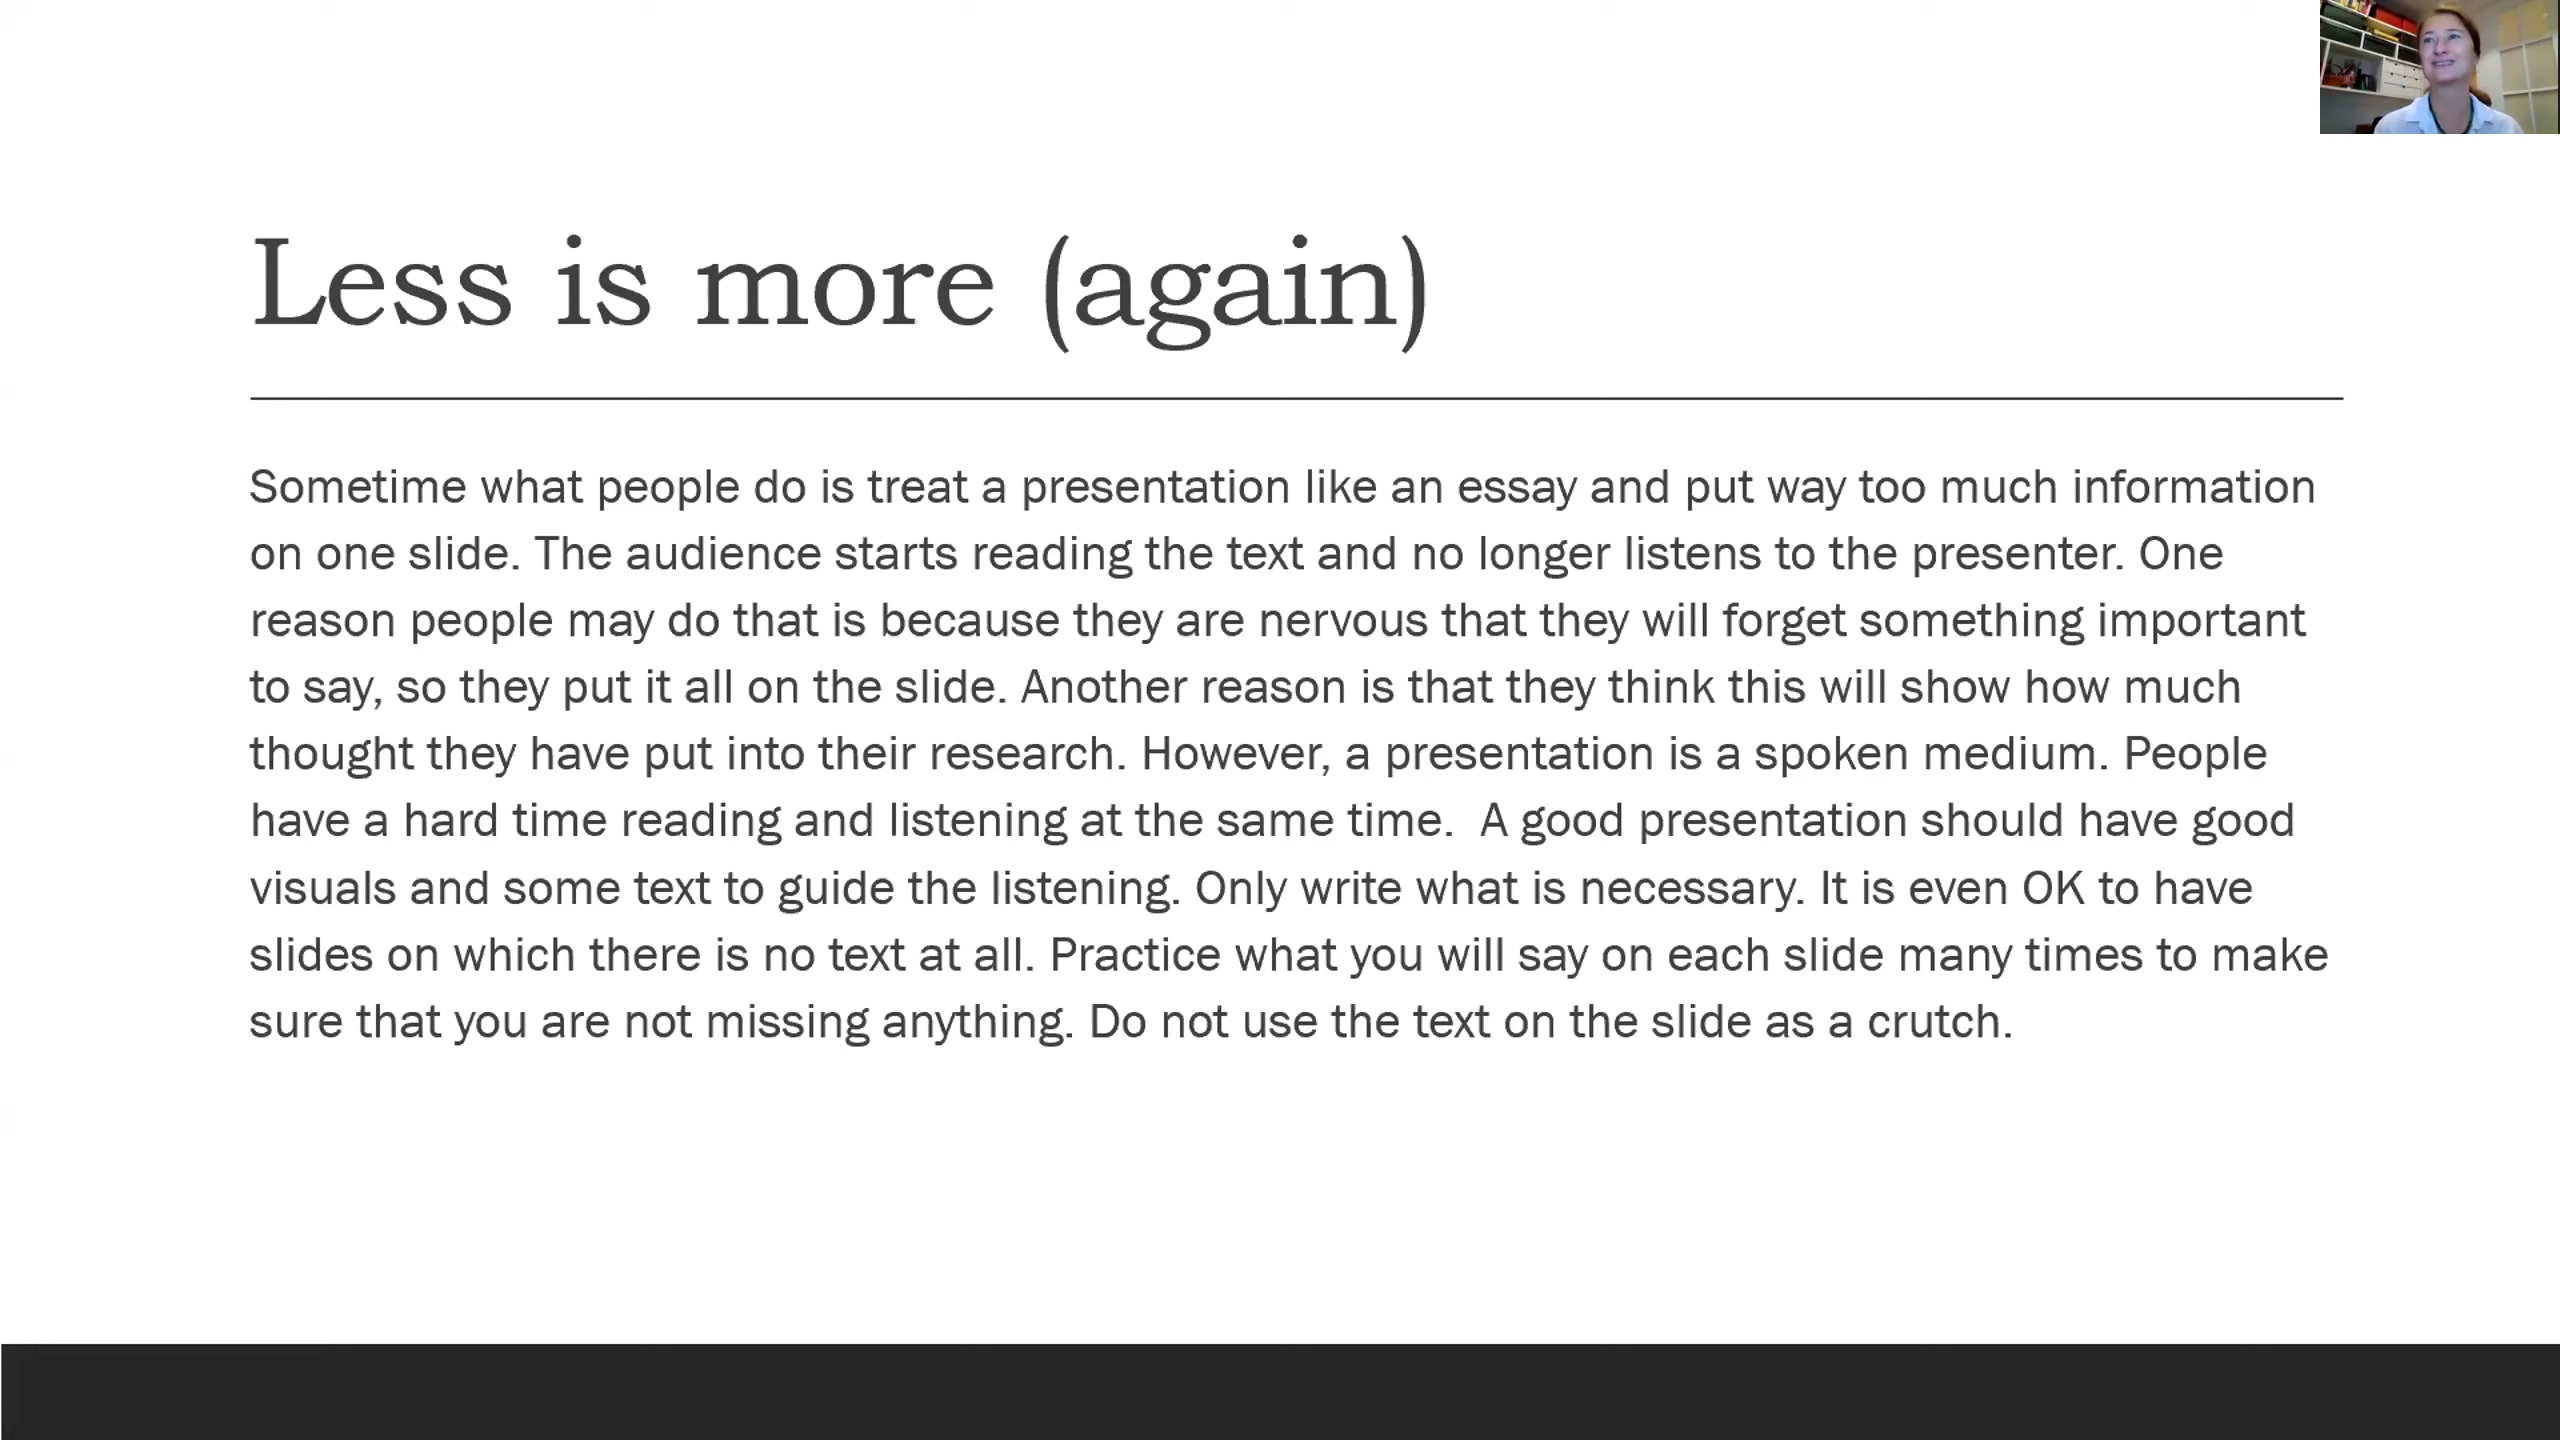 Less is more (again)
Sometime what people do is treat a presentation like an essay and put way too much information
on one slide. The audience starts reading the text and no longer listens to the presenter. One
reason people may do that is because they are nervous that they will forget something important
to say, so they put it all on the slide. Another reason is that they think this will show how much
thought they have put into their research. However, a presentation is a spoken medium. People
have a hard time reading and listening at the same time.  A good presentation should have good
visuals and some text to guide the listening. Only write what is necessary. It is even OK to have
slides on which there is no text at all. Practice what you will say on each slide many times to make
sure that you are not missing anything. Do not use the text on the slide as a crutch.